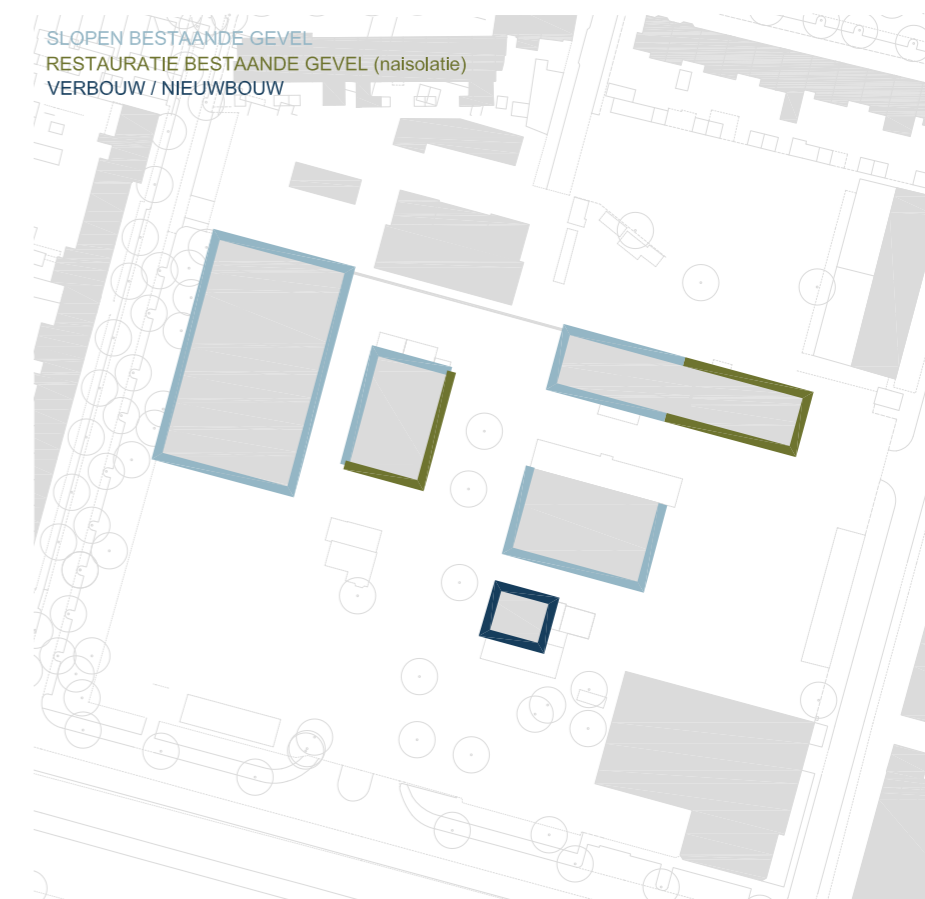 SLOPEN BESTAANDE GEVEL
RESTAURATIE BESTAANDE GEVEL (naisolatie)
VERBOUW / NIEUWBOUW